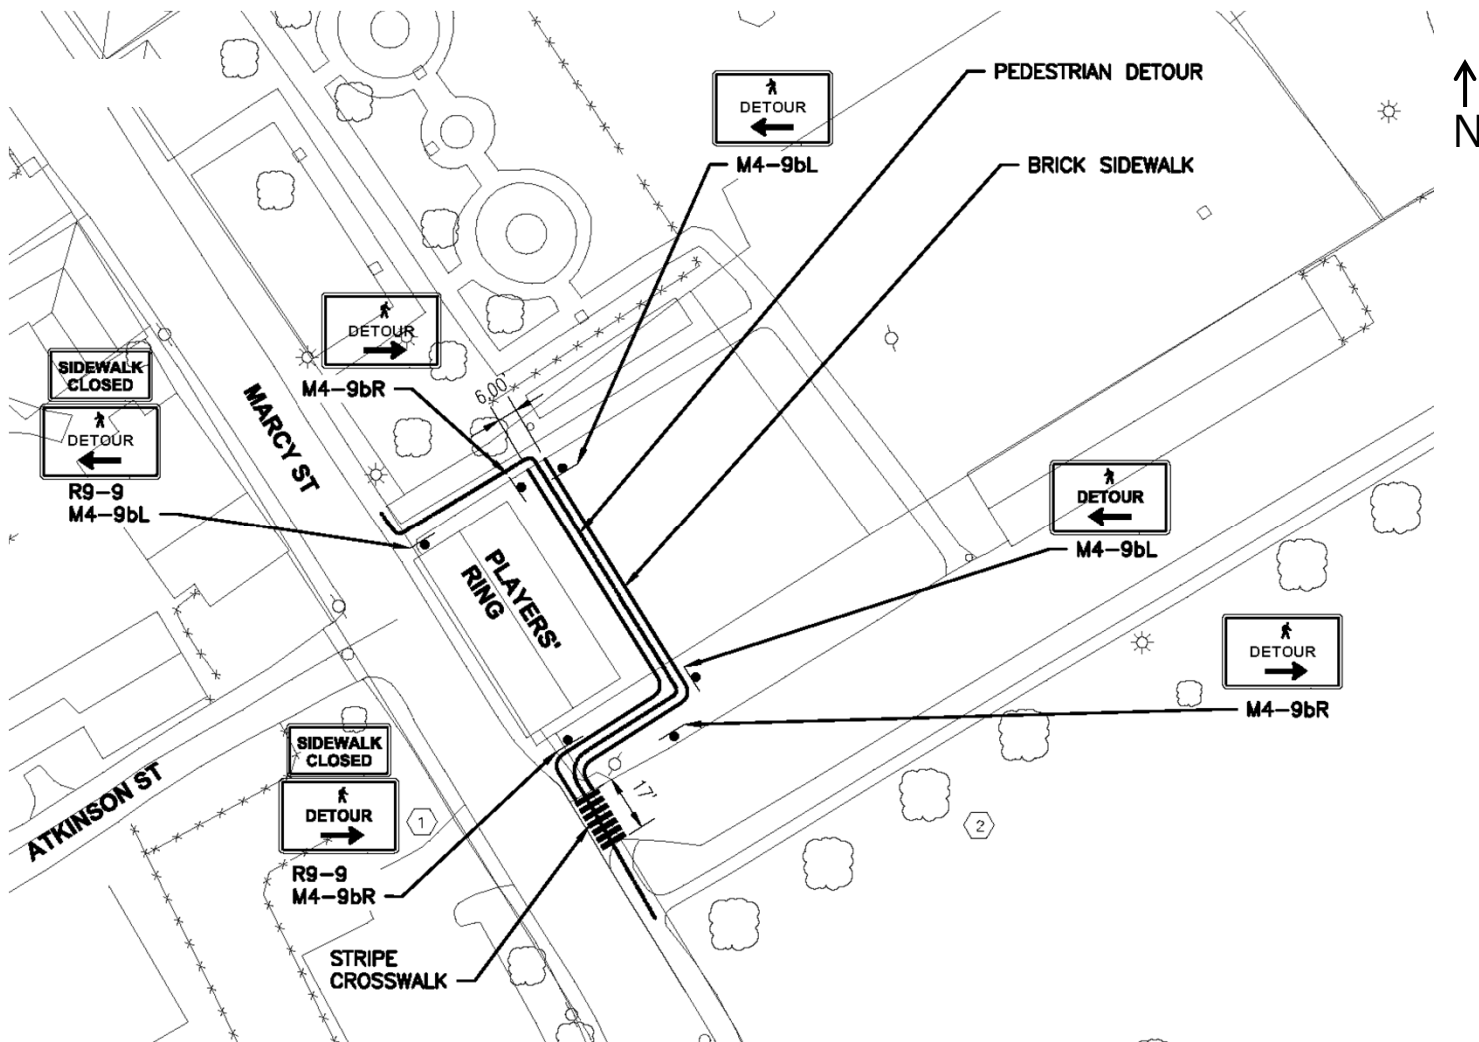 PEDESTRIAN DETOUR
N
DETOUR
M4-9bL
BRICK SIDEWALK
DETOUR
M4-9bR
6.00'
SIDEWALK
CLOSED
DETOUR
R9-9
M4-9bL
MARCY ST
DETOUR
M4-9bL
PLAYERS'
RING
DETOUR
M4-9bR
SIDEWALK
CLOSED
DETOUR
R9-9
M4-9bR
ATKINSON ST
17'
1
2
STRIPE
CROSSWALK